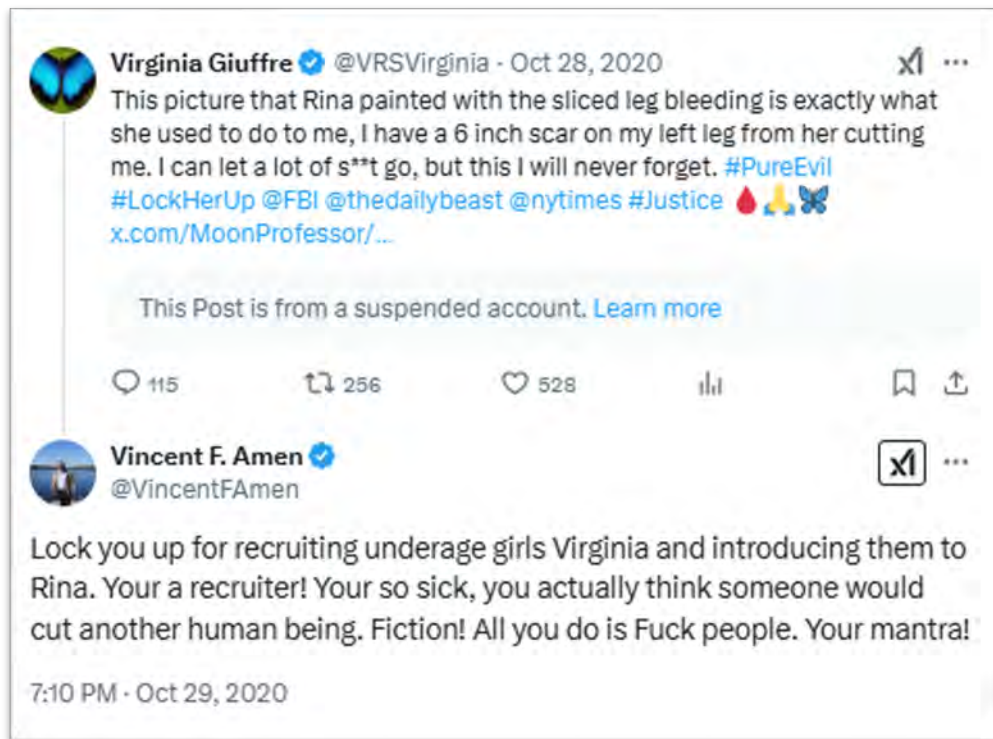 Virginia Giuffre @VRSVirginia · Oct 28, 2020
This picture that Rina painted with the sliced leg bleeding is exactly what
she used to do to me, I have a 6 inch scar on my left leg from her cutting
me. I can let a lot of s**t go, but this I will never forget. #PureEvil
#LockHerUp @FBI @thedailybeast @nytimes #Justice 🩸🙏🦋
x.com/MoonProfessor/...
This Post is from a suspended account. Learn more
115 256 528
Vincent F. Amen
@VincentFAmen
Lock you up for recruiting underage girls Virginia and introducing them to
Rina. Your a recruiter! Your so sick, you actually think someone would
cut another human being. Fiction! All you do is Fuck people. Your mantra!
7:10 PM · Oct 29, 2020